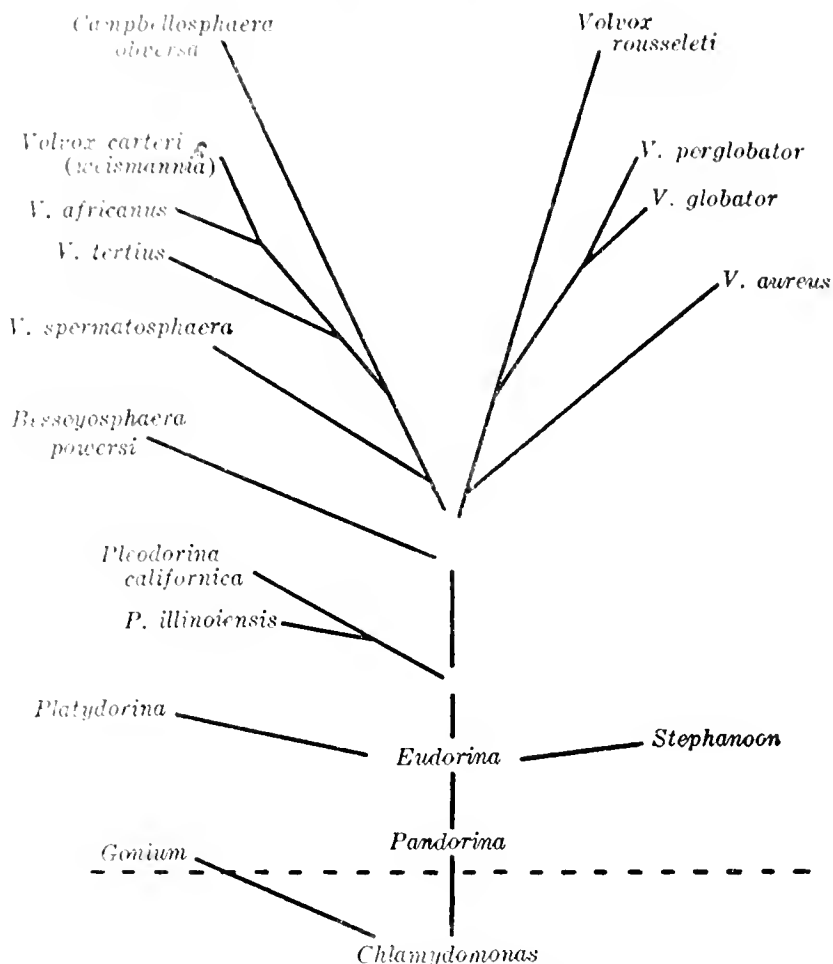 Campbellosphaera
obversa
Volvox
rousseleti
Volvox carteri
(weismannia)
V. perglobator
V. africanus
V. globator
V. tertius
V. aureus
V. spermatosphaera
Besseyosphaera
powersi
Pleodorina
californica
P. illinoiensis
Platydorina
Stephanoon
Eudorina
Pandorina
Gonium
Chlamydomonas